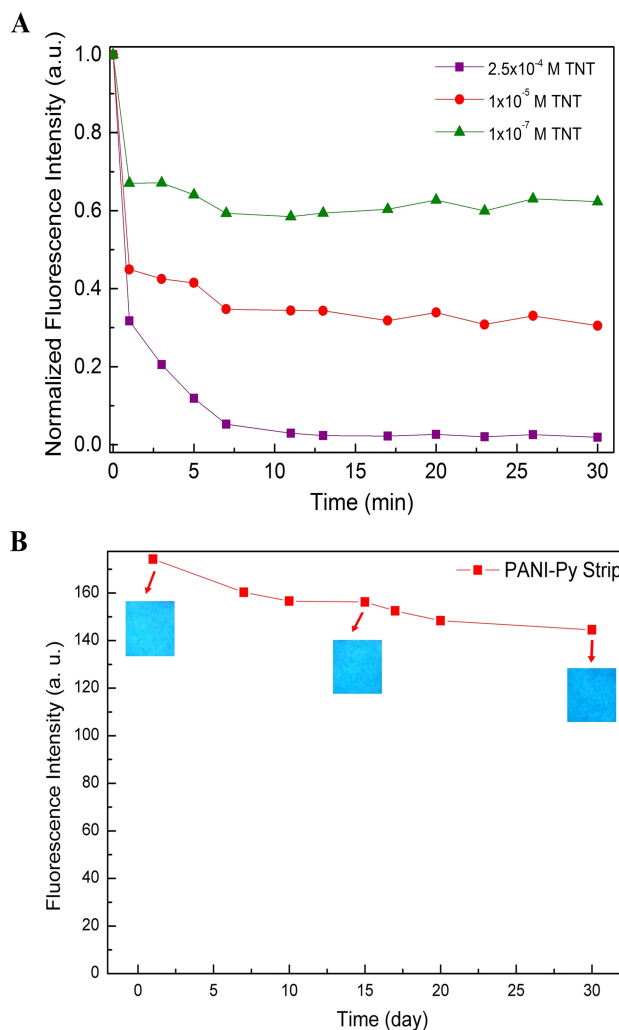 A
Normalized Fluorescence Intensity (a.u.)
1.0
0.8
0.6
0.4
0.2
0.0
2.5x10⁻⁴ M TNT
1x10⁻⁵ M TNT
1x10⁻⁷ M TNT
0 5 10 15 20 25 30
Time (min)
B
Fluorescence Intensity (a. u.)
160
140
120
100
80
60
40
20
0
PANI-Py Strip
0 5 10 15 20 25 30
Time (day)